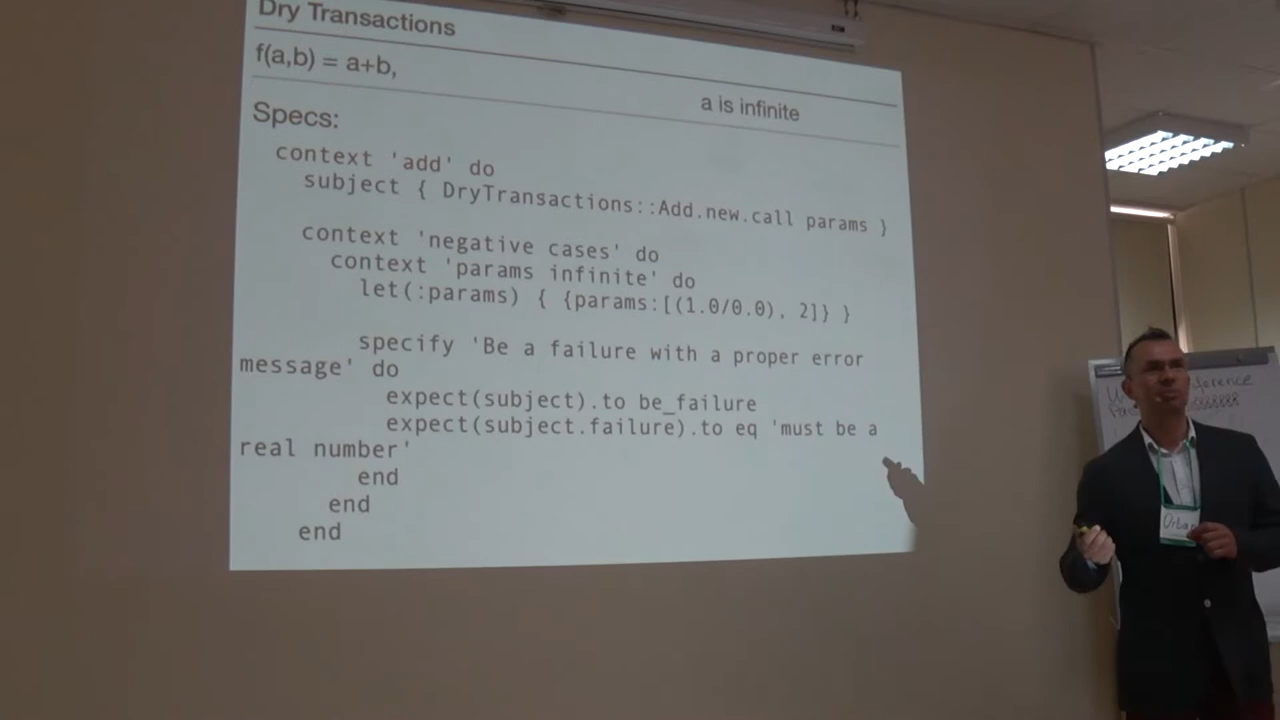 Dry Transactions
f(a,b) = a+b,
a is infinite
Specs:
context 'add' do
subject { DryTransactions::Add.new.call params }
context 'negative cases' do
context 'params infinite' do
let(:params) { {params:[(1.0/0.0), 2]} }
specify 'Be a failure with a proper error
message' do
expect(subject).to be_failure
expect(subject.failure).to eq 'must be a
real number'
end
end
end